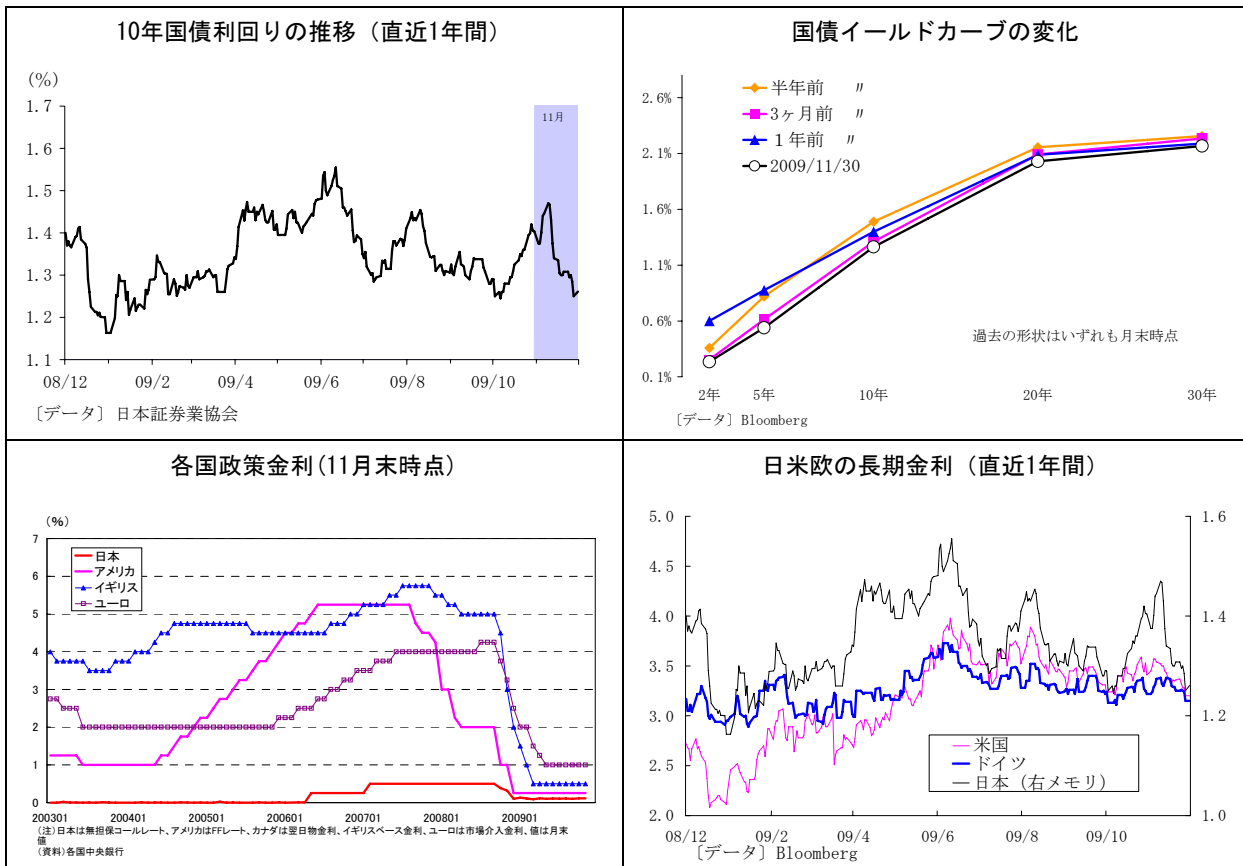 10年国債利回りの推移（直近1年間）
(%)
1.7
1.6
1.5
1.4
1.3
1.2
1.1
11月
08/12 09/2 09/4 09/6 09/8 09/10
〔データ〕日本証券業協会
国債イールドカーブの変化
2.6%
2.1%
1.6%
1.1%
0.6%
0.1%
半年前 〃
3ヶ月前 〃
１年前 〃
2009/11/30
過去の形状はいずれも月末時点
2年 5年 10年 20年 30年
〔データ〕Bloomberg
各国政策金利(11月末時点)
(%)
7
6
5
4
3
2
1
0
日本
アメリカ
イギリス
ユーロ
200301 200401 200501 200601 200701 200801 200901
(注)日本は無担保コールレート、アメリカはFFレート、カナダは翌日物金利、イギリスベース金利、ユーロは市場介入金利、値は月末
値
(資料)各国中央銀行
日米欧の長期金利（直近1年間）
5.0
4.5
4.0
3.5
3.0
2.5
2.0
1.6
1.4
1.2
1.0
米国
ドイツ
日本（右メモリ）
08/12 09/2 09/4 09/6 09/8 09/10
〔データ〕Bloomberg